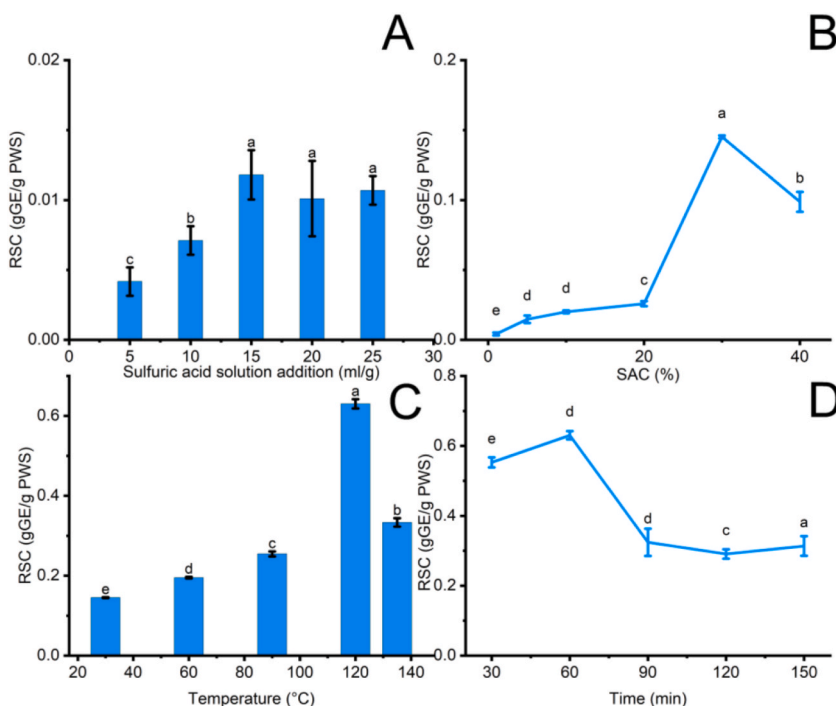 A
RSC (gGE/g PWS)
0.02
0.01
0.00
c
b
a
a
a
0 5 10 15 20 25 30
Sulfuric acid solution addition (ml/g)
B
RSC (gGE/g PWS)
0.2
0.1
0.0
e
d
d
c
a
b
0 20 40
SAC (%)
C
RSC (gGE/g PWS)
0.6
0.4
0.2
0.0
e
d
c
a
b
20 40 60 80 100 120 140
Temperature (°C)
D
RSC (gGE/g PWS)
0.8
0.6
0.4
0.2
0.0
e
d
d
c
a
30 60 90 120 150
Time (min)